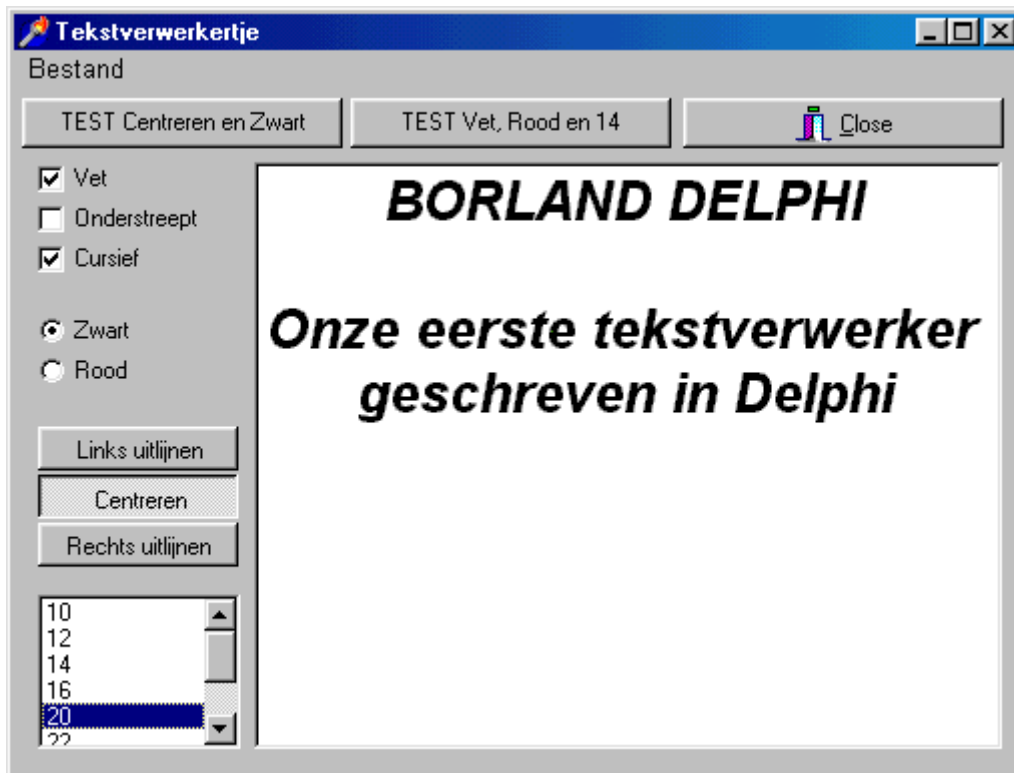 Tekstverwerkertje
Bestand
TEST Centreren en Zwart
TEST Vet, Rood en 14
Close
Vet
Onderstreept
Cursief
Zwart
Rood
Links uitlijnen
Centreren
Rechts uitlijnen
10
12
14
16
20
22
BORLAND DELPHI
Onze eerste tekstverwerker
geschreven in Delphi